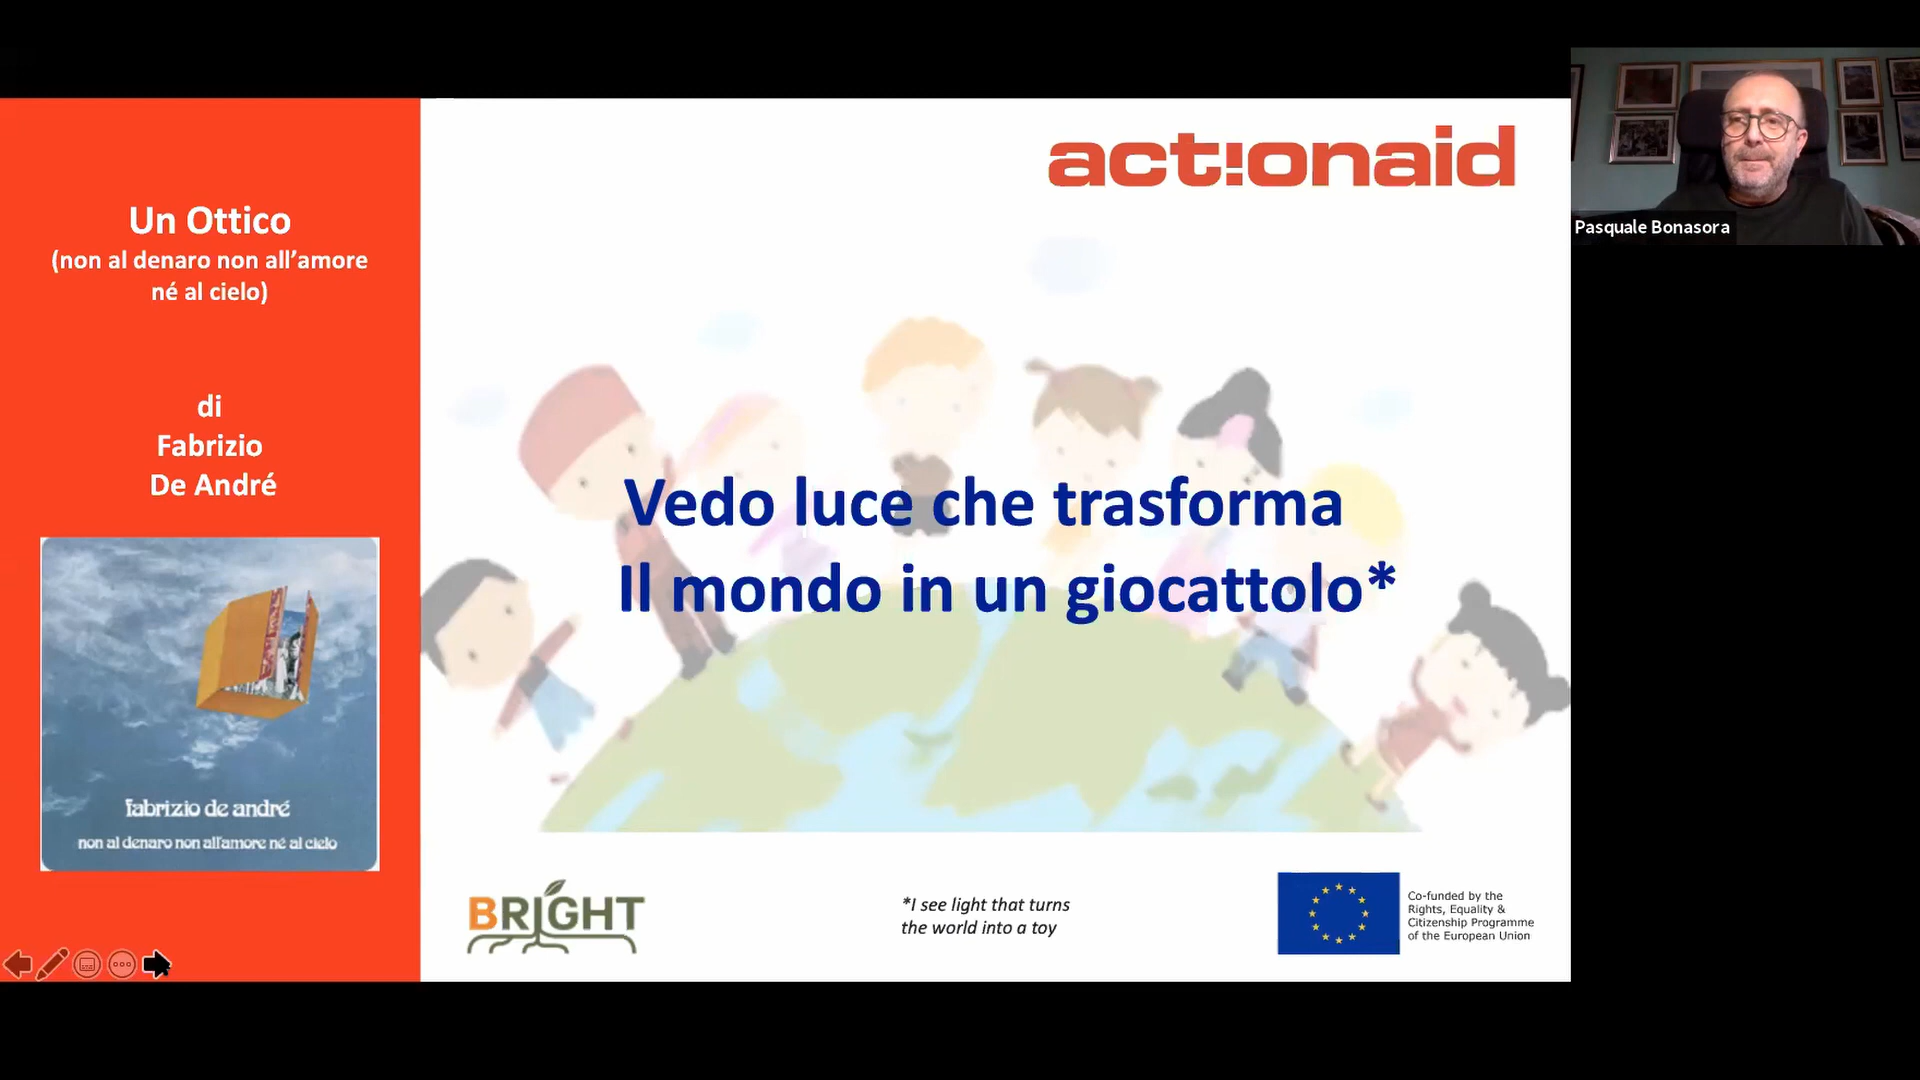 Un Ottico
(non al denaro non all’amore
né al cielo)
di
Fabrizio
De André
fabrizio de andré
non al denaro non all'amore né al cielo
act!onaid
Vedo luce che trasforma
Il mondo in un giocattolo*
BRIGHT
*I see light that turns
the world into a toy
Co-funded by the
Rights, Equality &
Citizenship Programme
of the European Union
Pasquale Bonasora